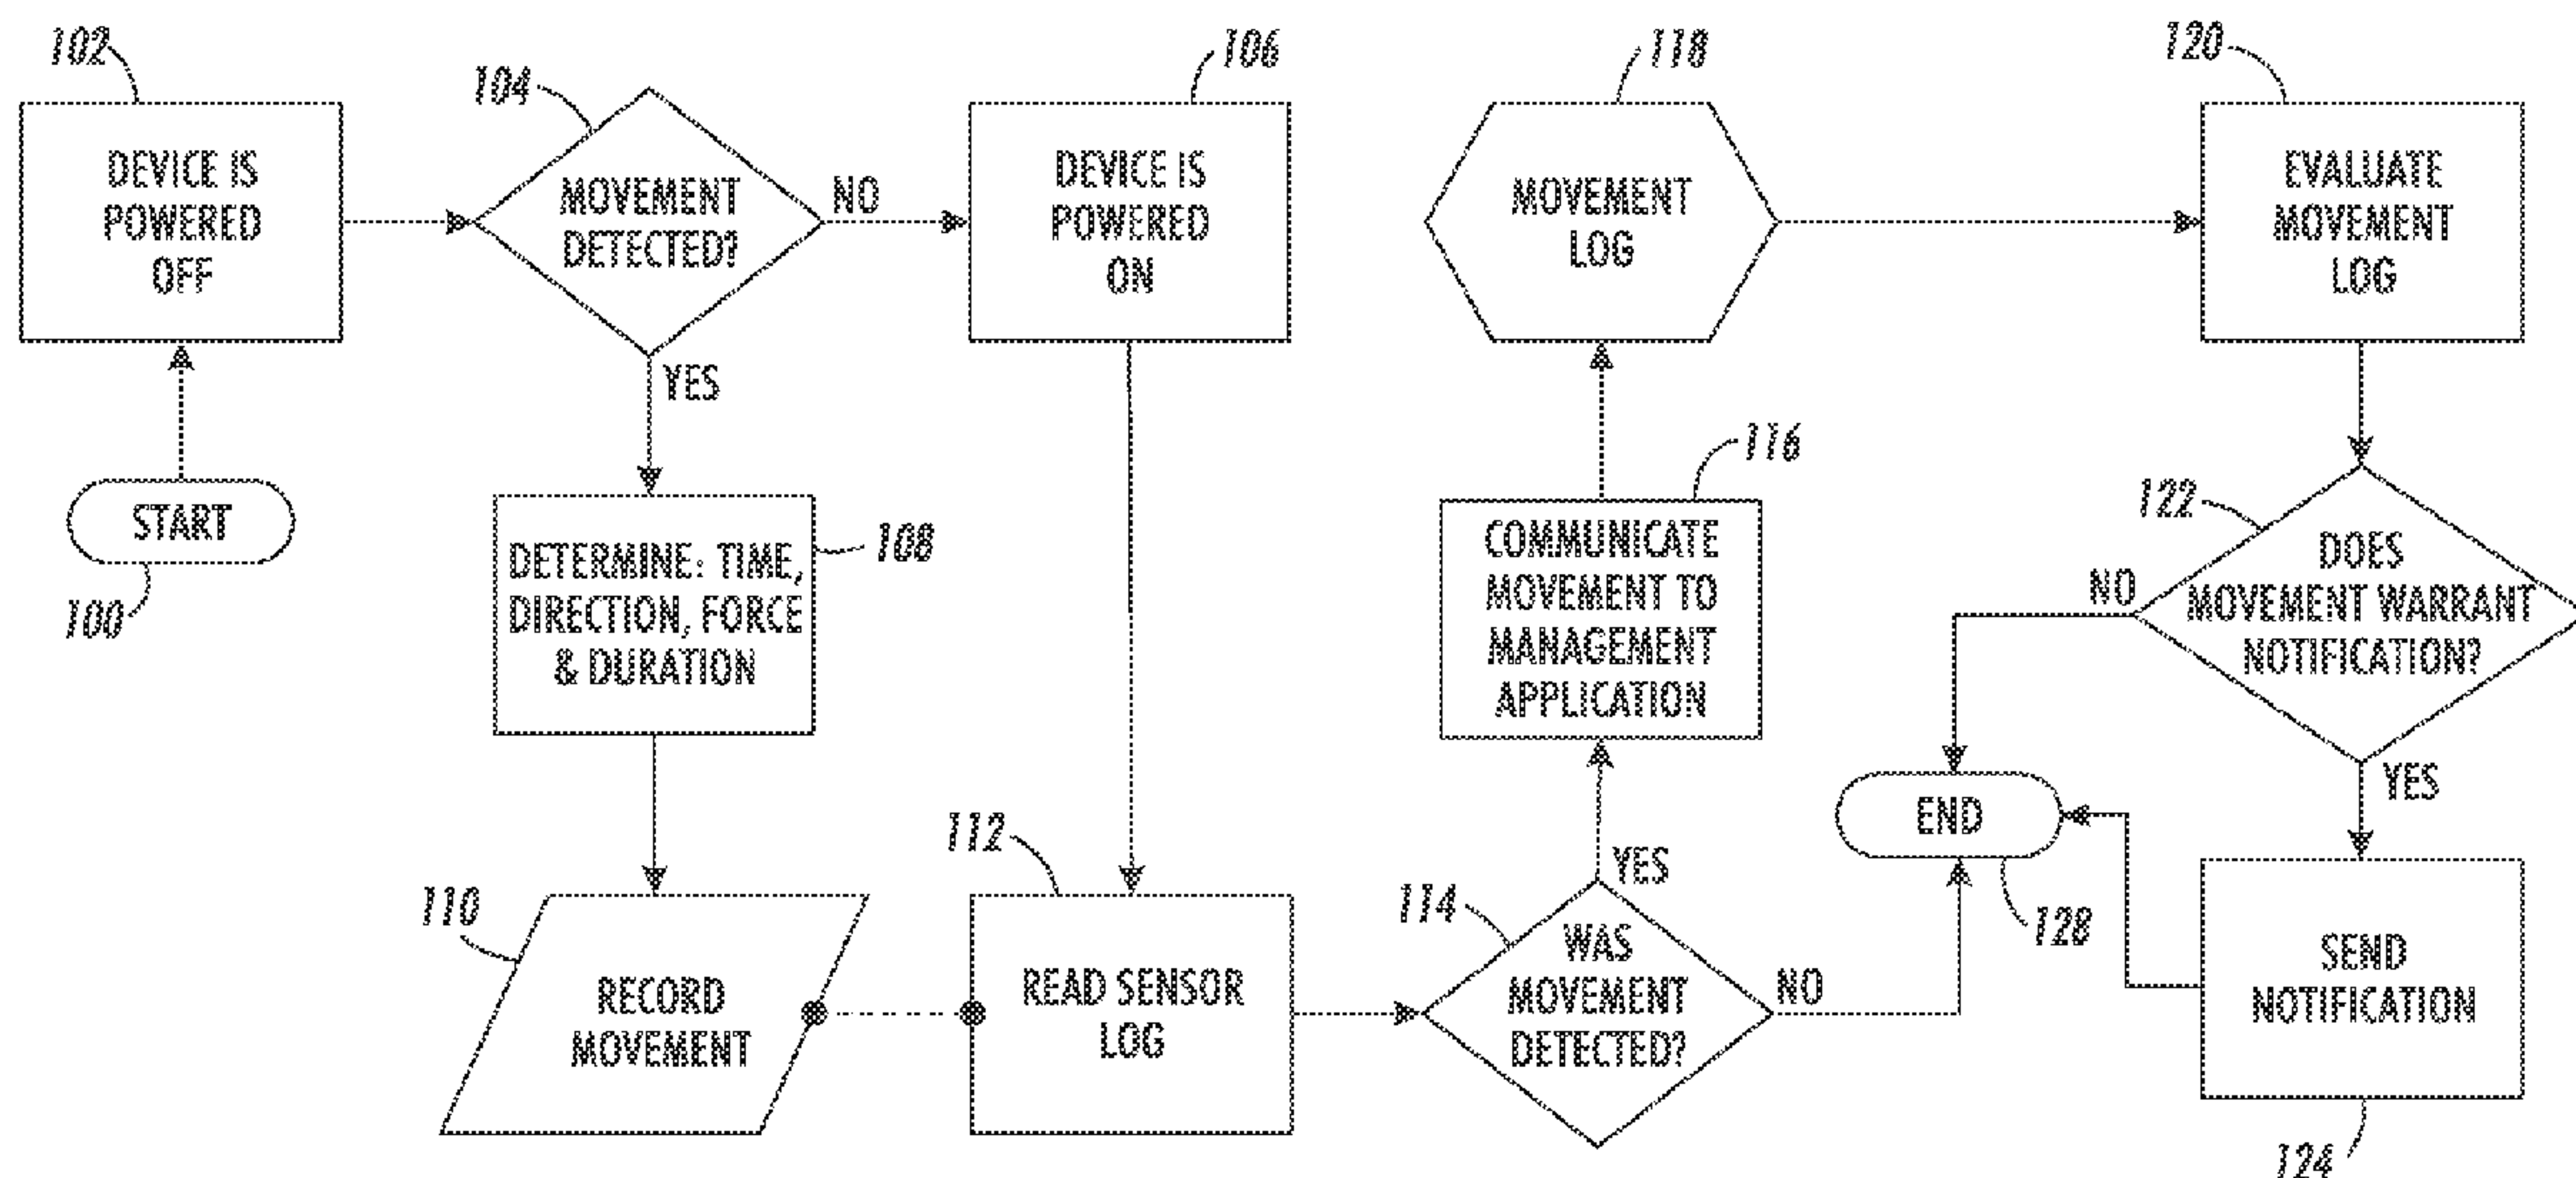 102
DEVICE IS
POWERED
OFF
START
100
104
MOVEMENT
DETECTED?
NO
YES
106
DEVICE IS
POWERED
ON
DETERMINE: TIME,
DIRECTION, FORCE
& DURATION
108
110
RECORD
MOVEMENT
112
READ SENSOR
LOG
114
WAS
MOVEMENT
DETECTED?
YES
NO
116
COMMUNICATE
MOVEMENT TO
MANAGEMENT
APPLICATION
118
MOVEMENT
LOG
120
EVALUATE
MOVEMENT
LOG
122
DOES
MOVEMENT WARRANT
NOTIFICATION?
NO
YES
END
128
SEND
NOTIFICATION
124